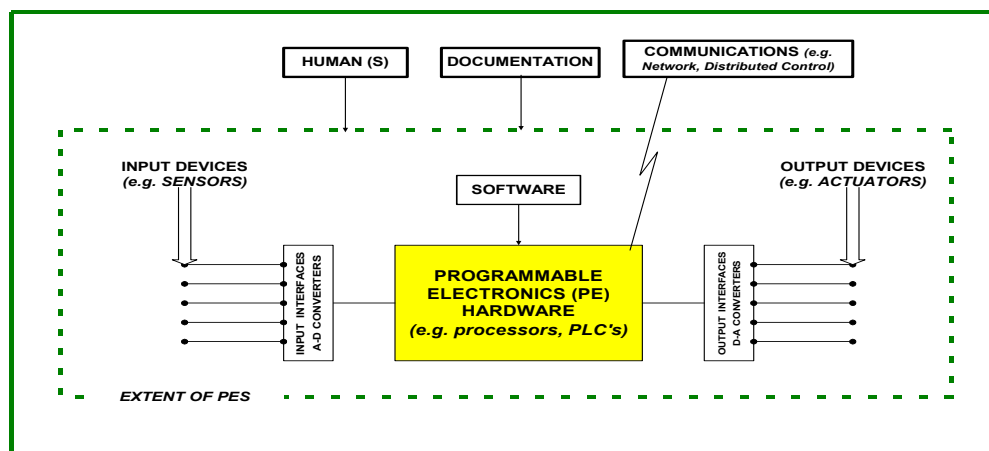 HUMAN (S)
DOCUMENTATION
COMMUNICATIONS (e.g.
Network, Distributed Control)
INPUT DEVICES
(e.g. SENSORS)
OUTPUT DEVICES
(e.g. ACTUATORS)
SOFTWARE
INPUT INTERFACES
A-D CONVERTERS
PROGRAMMABLE
ELECTRONICS (PE)
HARDWARE
(e.g. processors, PLC's)
OUTPUT INTERFACES
D-A CONVERTERS
EXTENT OF PES